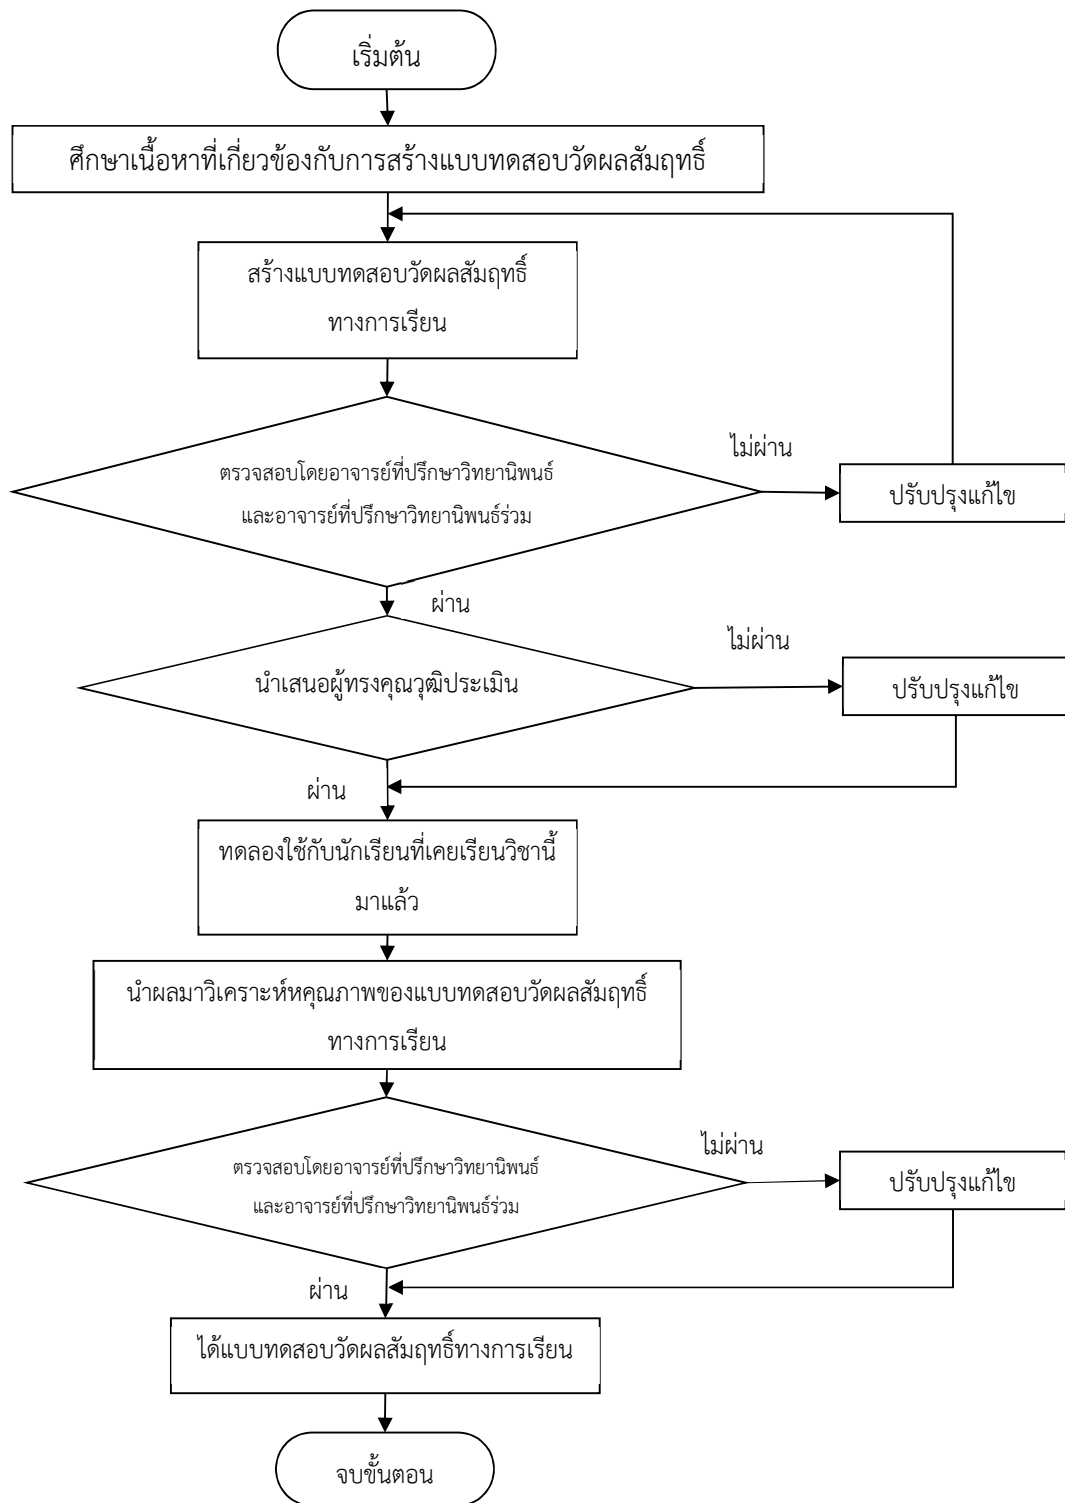 เริ่มต้น
ศึกษาเนื้อหาที่เกี่ยวข้องกับการสร้างแบบทดสอบวัดผลสัมฤทธิ์
สร้างแบบทดสอบวัดผลสัมฤทธิ์
ทางการเรียน
ไม่ผ่าน
ตรวจสอบโดยอาจารย์ที่ปรึกษาวิทยานิพนธ์
และอาจารย์ที่ปรึกษาวิทยานิพนธ์ร่วม
ปรับปรุงแก้ไข
ผ่าน
ไม่ผ่าน
นำเสนอผู้ทรงคุณวุฒิประเมิน
ปรับปรุงแก้ไข
ผ่าน
ทดลองใช้กับนักเรียนที่เคยเรียนวิชานี้
มาแล้ว
นำผลมาวิเคราะห์หคุณภาพของแบบทดสอบวัดผลสัมฤทธิ์
ทางการเรียน
ไม่ผ่าน
ตรวจสอบโดยอาจารย์ที่ปรึกษาวิทยานิพนธ์
และอาจารย์ที่ปรึกษาวิทยานิพนธ์ร่วม
ปรับปรุงแก้ไข
ผ่าน
ได้แบบทดสอบวัดผลสัมฤทธิ์ทางการเรียน
จบขั้นตอน